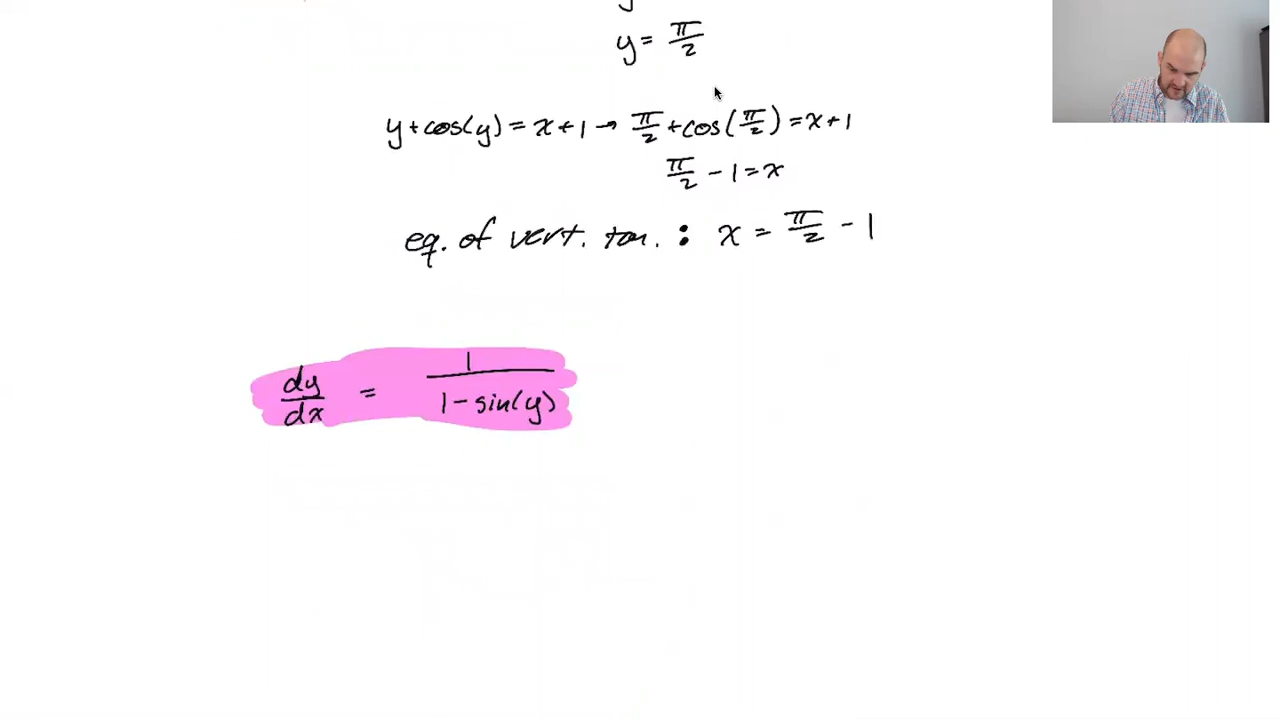 y = π/2
y + cos(y) = x + 1 → π/2 + cos(π/2) = x + 1
π/2 - 1 = x
eq. of vert. tan. : x = π/2 - 1
dy/dx = 1/(1 - sin(y))